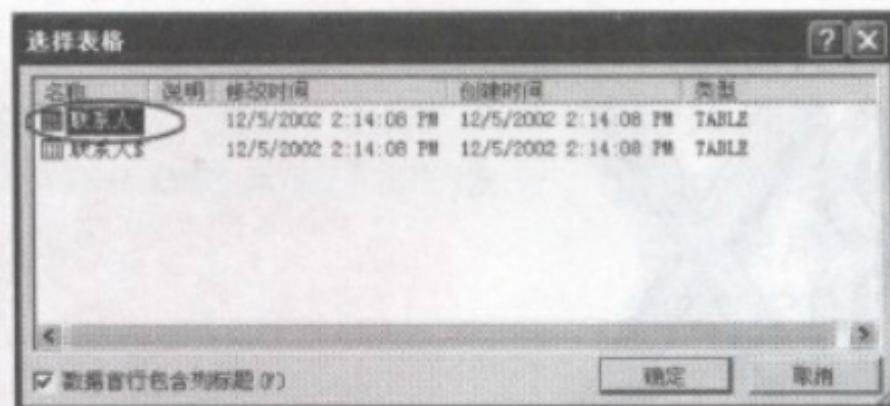 选择表格
名称 说明 修改时间 创建时间 类型
联系人 12/5/2002 2:14:08 PM 12/5/2002 2:14:08 PM TABLE
联系人$ 12/5/2002 2:14:08 PM 12/5/2002 2:14:08 PM TABLE
数据首行包含列标题(F) 确定 取消